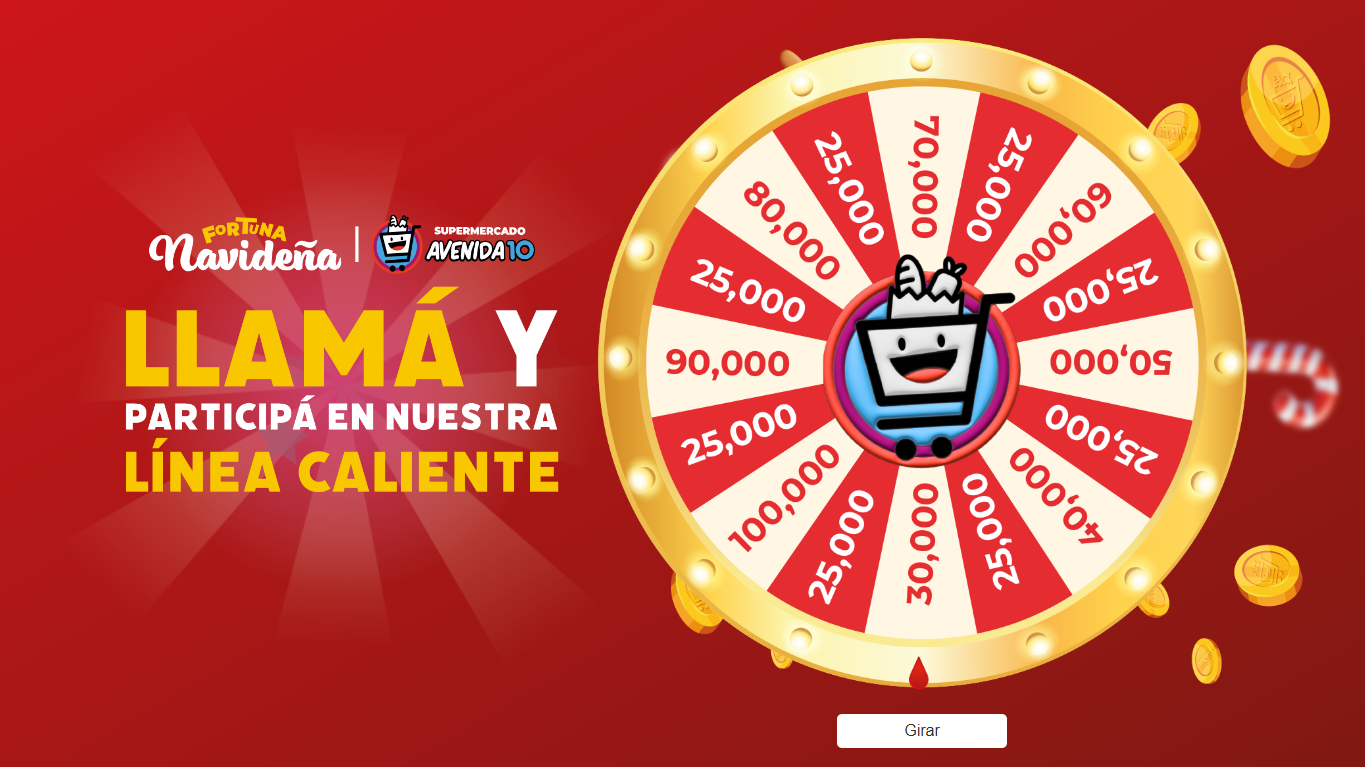 FORTUNA
Navideña
SUPERMERCADO
AVENIDA10
LLAMÁ Y
PARTICIPÁ EN NUESTRA
LÍNEA CALIENTE
70,000
25,000
60,000
25,000
50,000
25,000
40,000
25,000
30,000
25,000
100,000
25,000
90,000
25,000
80,000
25,000
Girar